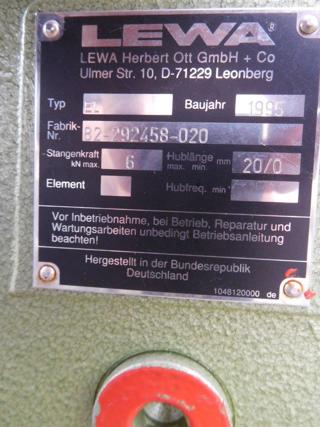 LEWA®
LEWA Herbert Ott GmbH + Co
Ulmer Str. 10, D-71229 Leonberg
Typ Baujahr 1995
Fabrik-
Nr. B2-292458-020
Stangenkraft
kN max. 6 Hublänge mm
max. min. 20/0
Element Hubfreq. min⁻
Vor Inbetriebnahme, bei Betrieb, Reparatur und
Wartungsarbeiten unbedingt Betriebsanleitung
beachten!
Hergestellt in der Bundesrepublik
Deutschland
1048120000 de